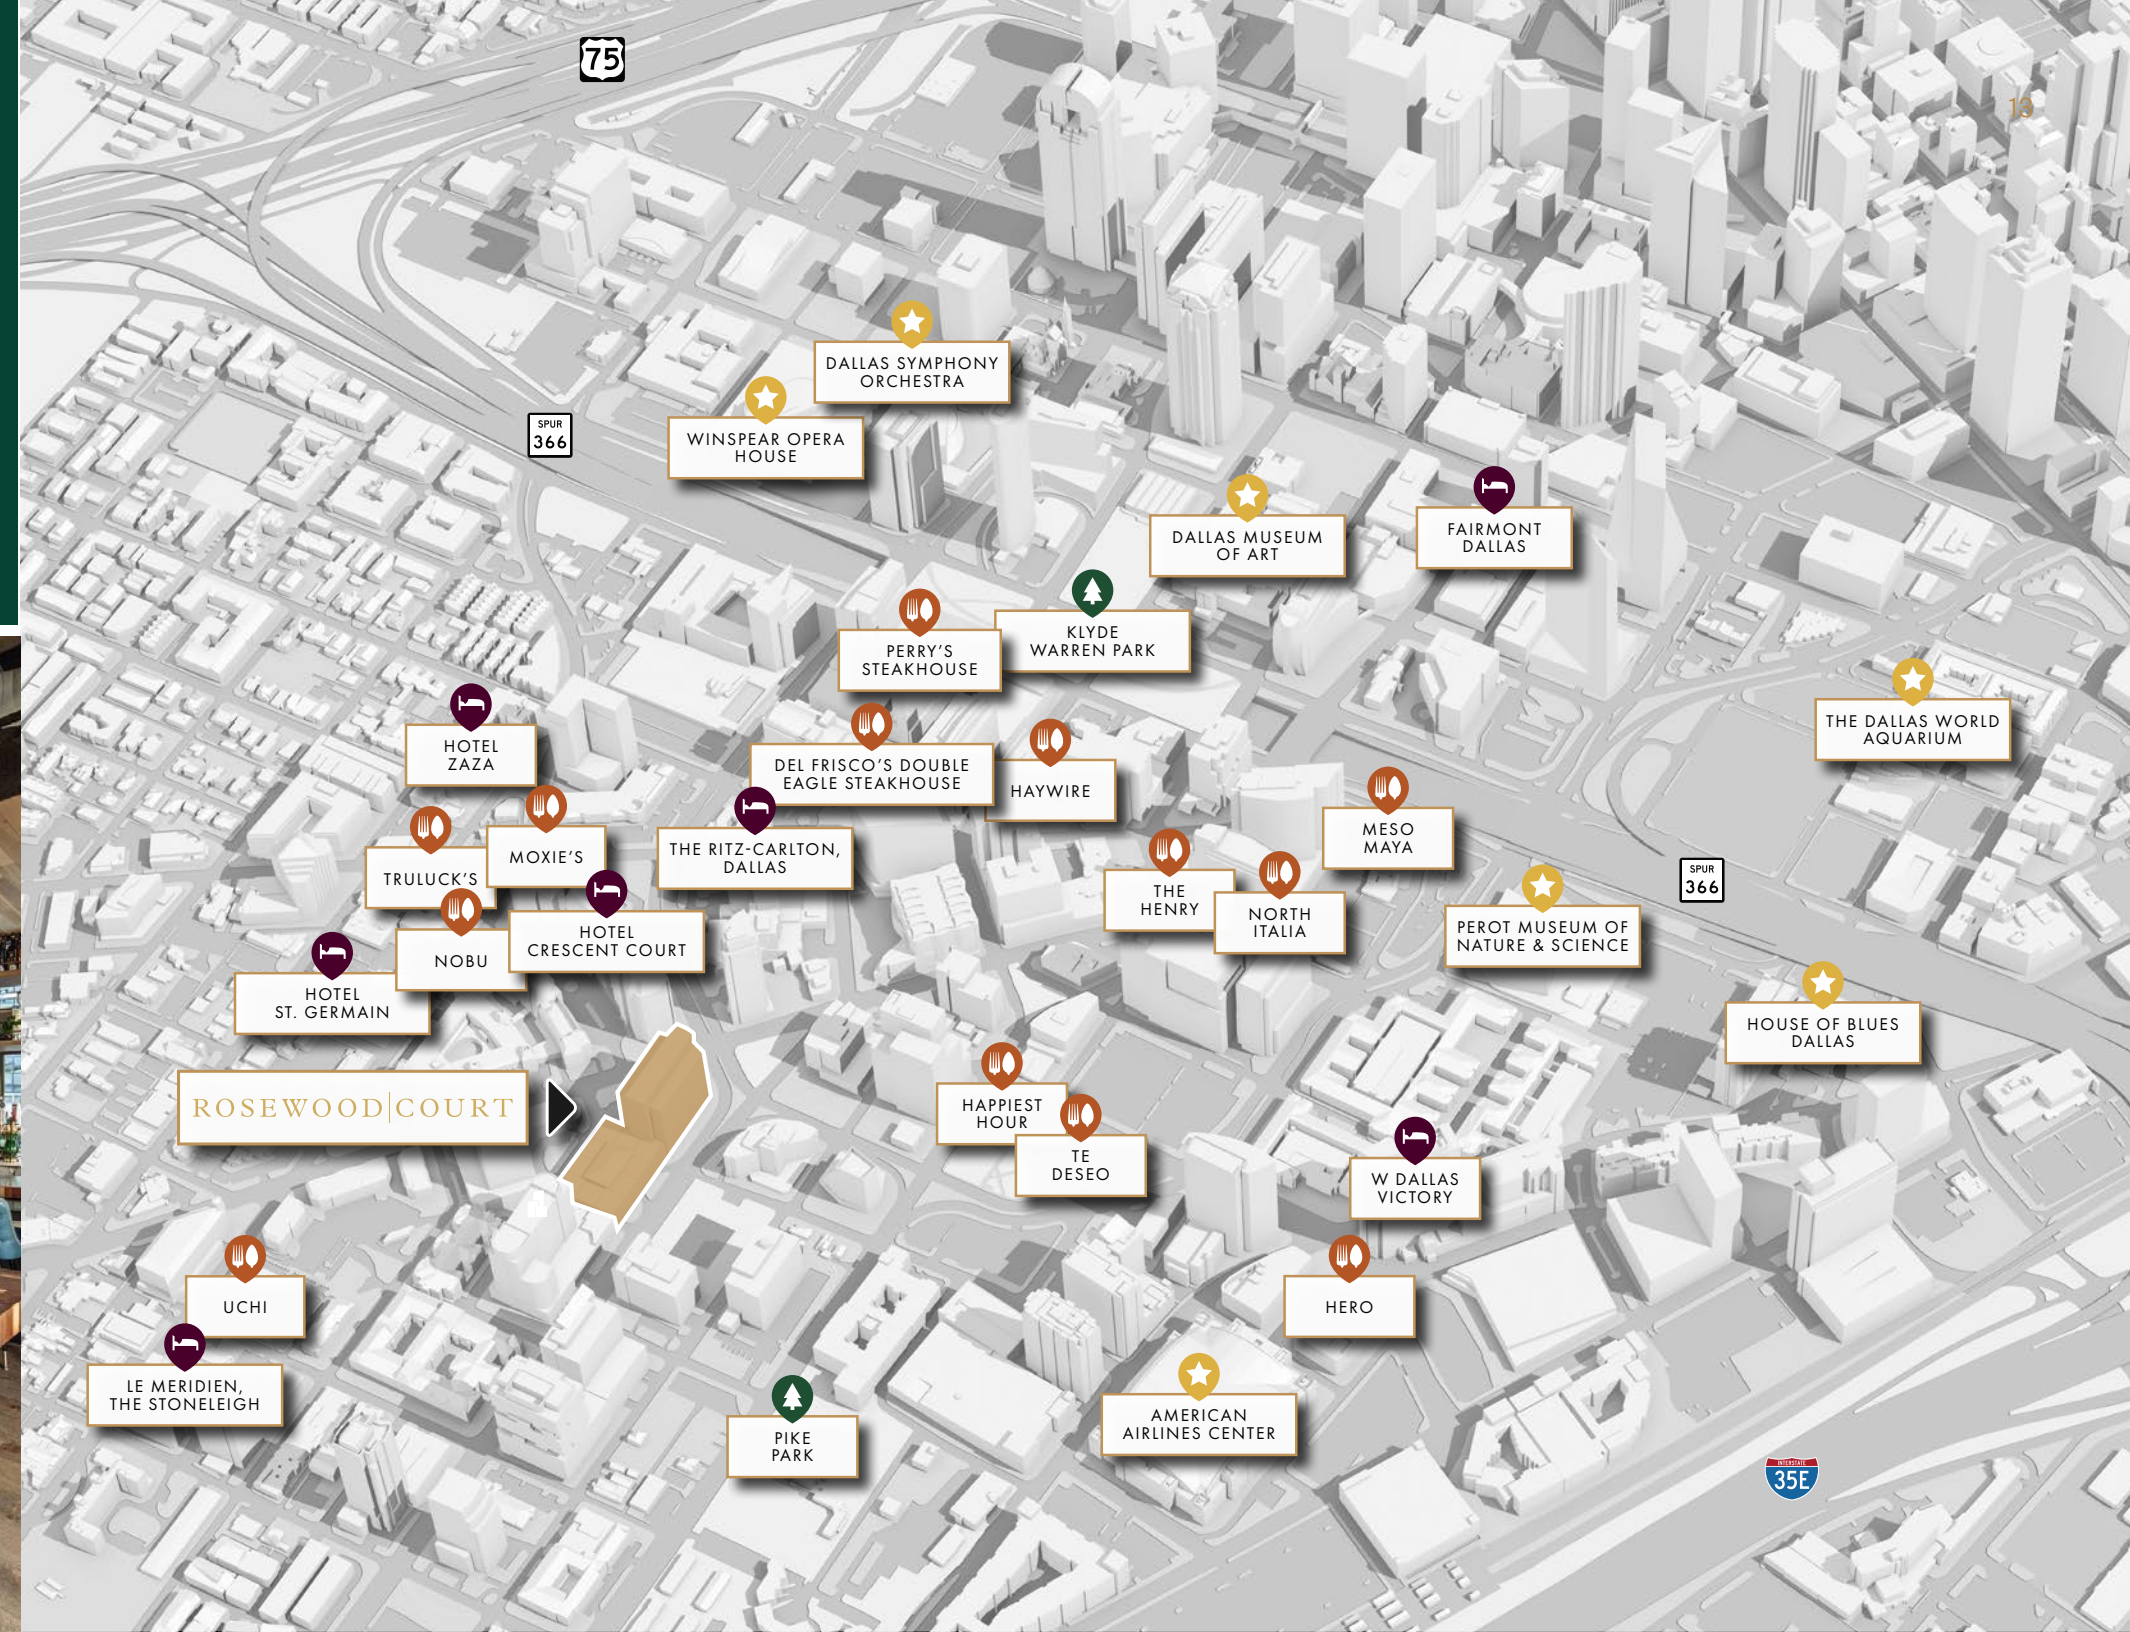 75
13
DALLAS SYMPHONY
ORCHESTRA
WINSPEAR OPERA
HOUSE
SPUR
366
DALLAS MUSEUM
OF ART
FAIRMONT
DALLAS
KLYDE
WARREN PARK
PERRY'S
STEAKHOUSE
THE DALLAS WORLD
AQUARIUM
HOTEL
ZAZA
DEL FRISCO'S DOUBLE
EAGLE STEAKHOUSE
HAYWIRE
MESO
MAYA
MOXIE'S
THE RITZ-CARLTON,
DALLAS
TRULUCK'S
THE
HENRY
NORTH
ITALIA
SPUR
366
PEROT MUSEUM OF
NATURE & SCIENCE
HOTEL
CRESCENT COURT
NOBU
HOTEL
ST. GERMAIN
HOUSE OF BLUES
DALLAS
ROSEWOOD|COURT
HAPPIEST
HOUR
TE
DESEO
W DALLAS
VICTORY
UCHI
HERO
LE MERIDIEN,
THE STONELEIGH
PIKE
PARK
AMERICAN
AIRLINES CENTER
INTERSTATE
35E